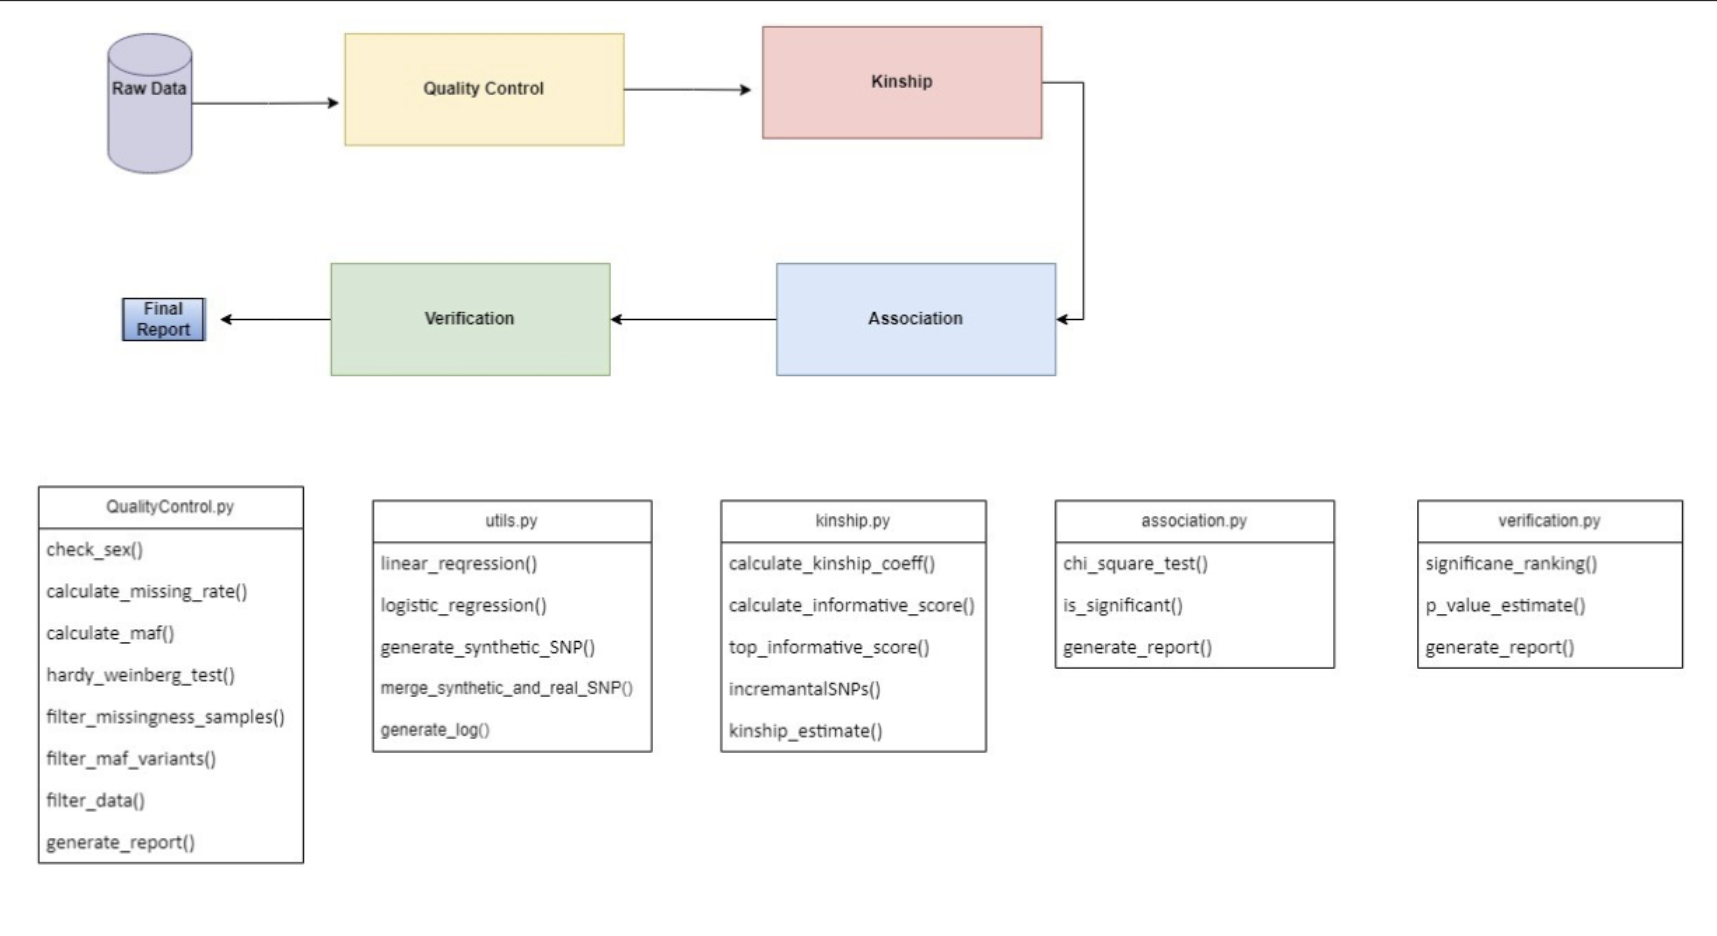 Raw Data
Quality Control
Kinship
Final
Report
Verification
Association
QualityControl.py
check_sex()
calculate_missing_rate()
calculate_maf()
hardy_weinberg_test()
filter_missingness_samples()
filter_maf_variants()
filter_data()
generate_report()
utils.py
linear_reqression()
logistic_regression()
generate_synthetic_SNP()
merge_synthetic_and_real_SNP()
generate_log()
kinship.py
calculate_kinship_coeff()
calculate_informative_score()
top_informative_score()
incremantalSNPs()
kinship_estimate()
association.py
chi_square_test()
is_significant()
generate_report()
verification.py
significane_ranking()
p_value_estimate()
generate_report()